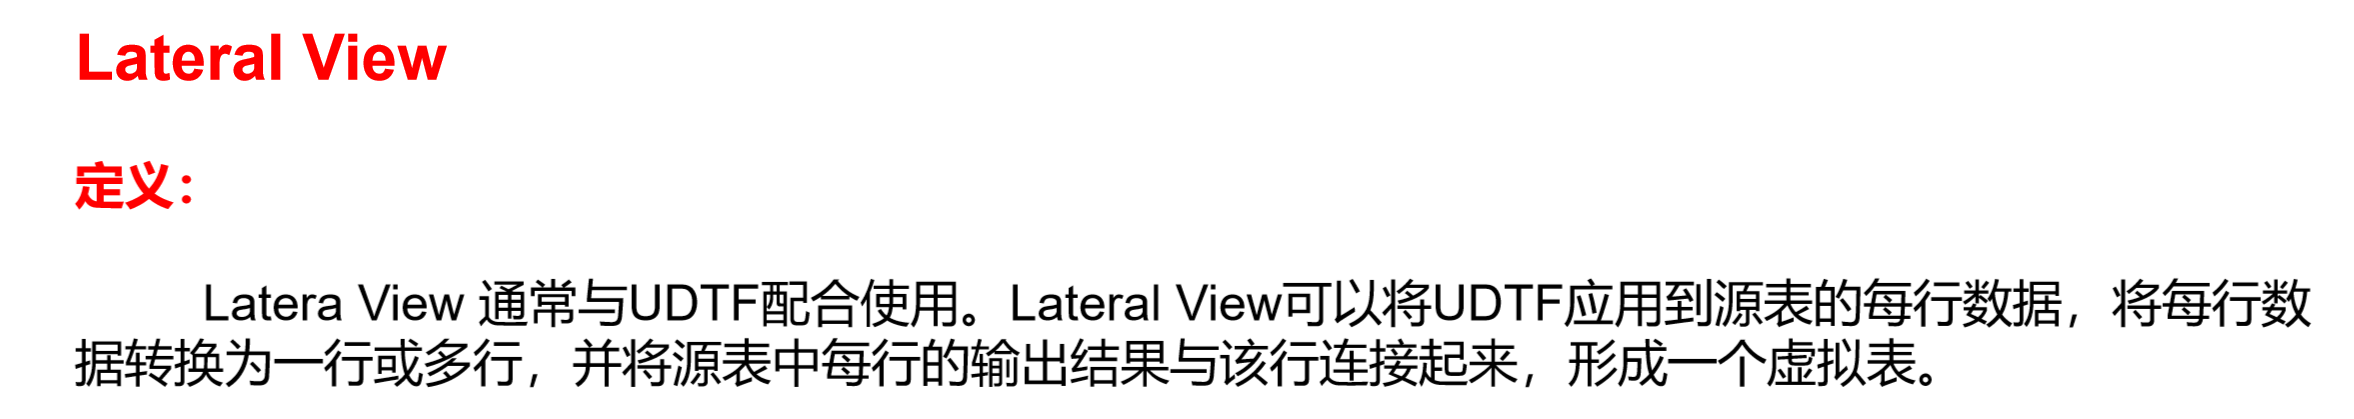 Lateral View
定义：
Latera View 通常与UDTF配合使用。Lateral View可以将UDTF应用到源表的每行数据，将每行数
据转换为一行或多行，并将源表中每行的输出结果与该行连接起来，形成一个虚拟表。